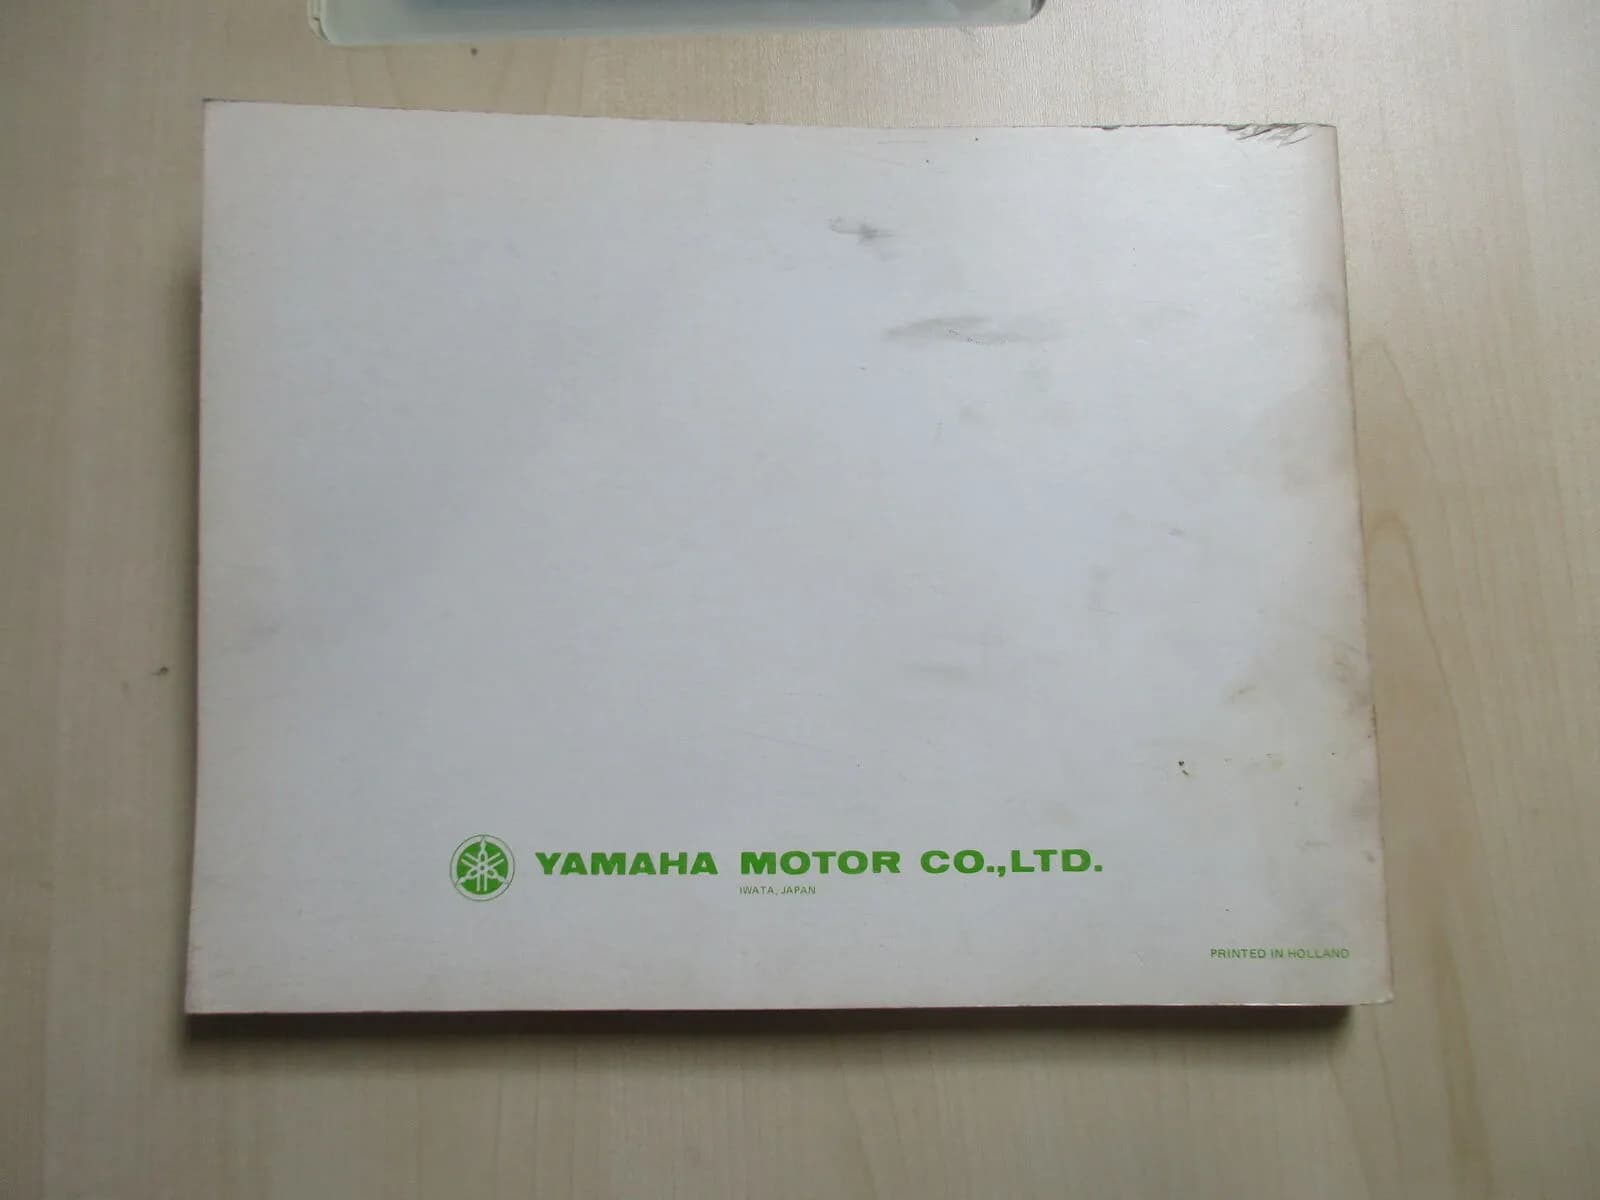 YAMAHA MOTOR CO.,LTD.
IWATA, JAPAN
PRINTED IN HOLLAND